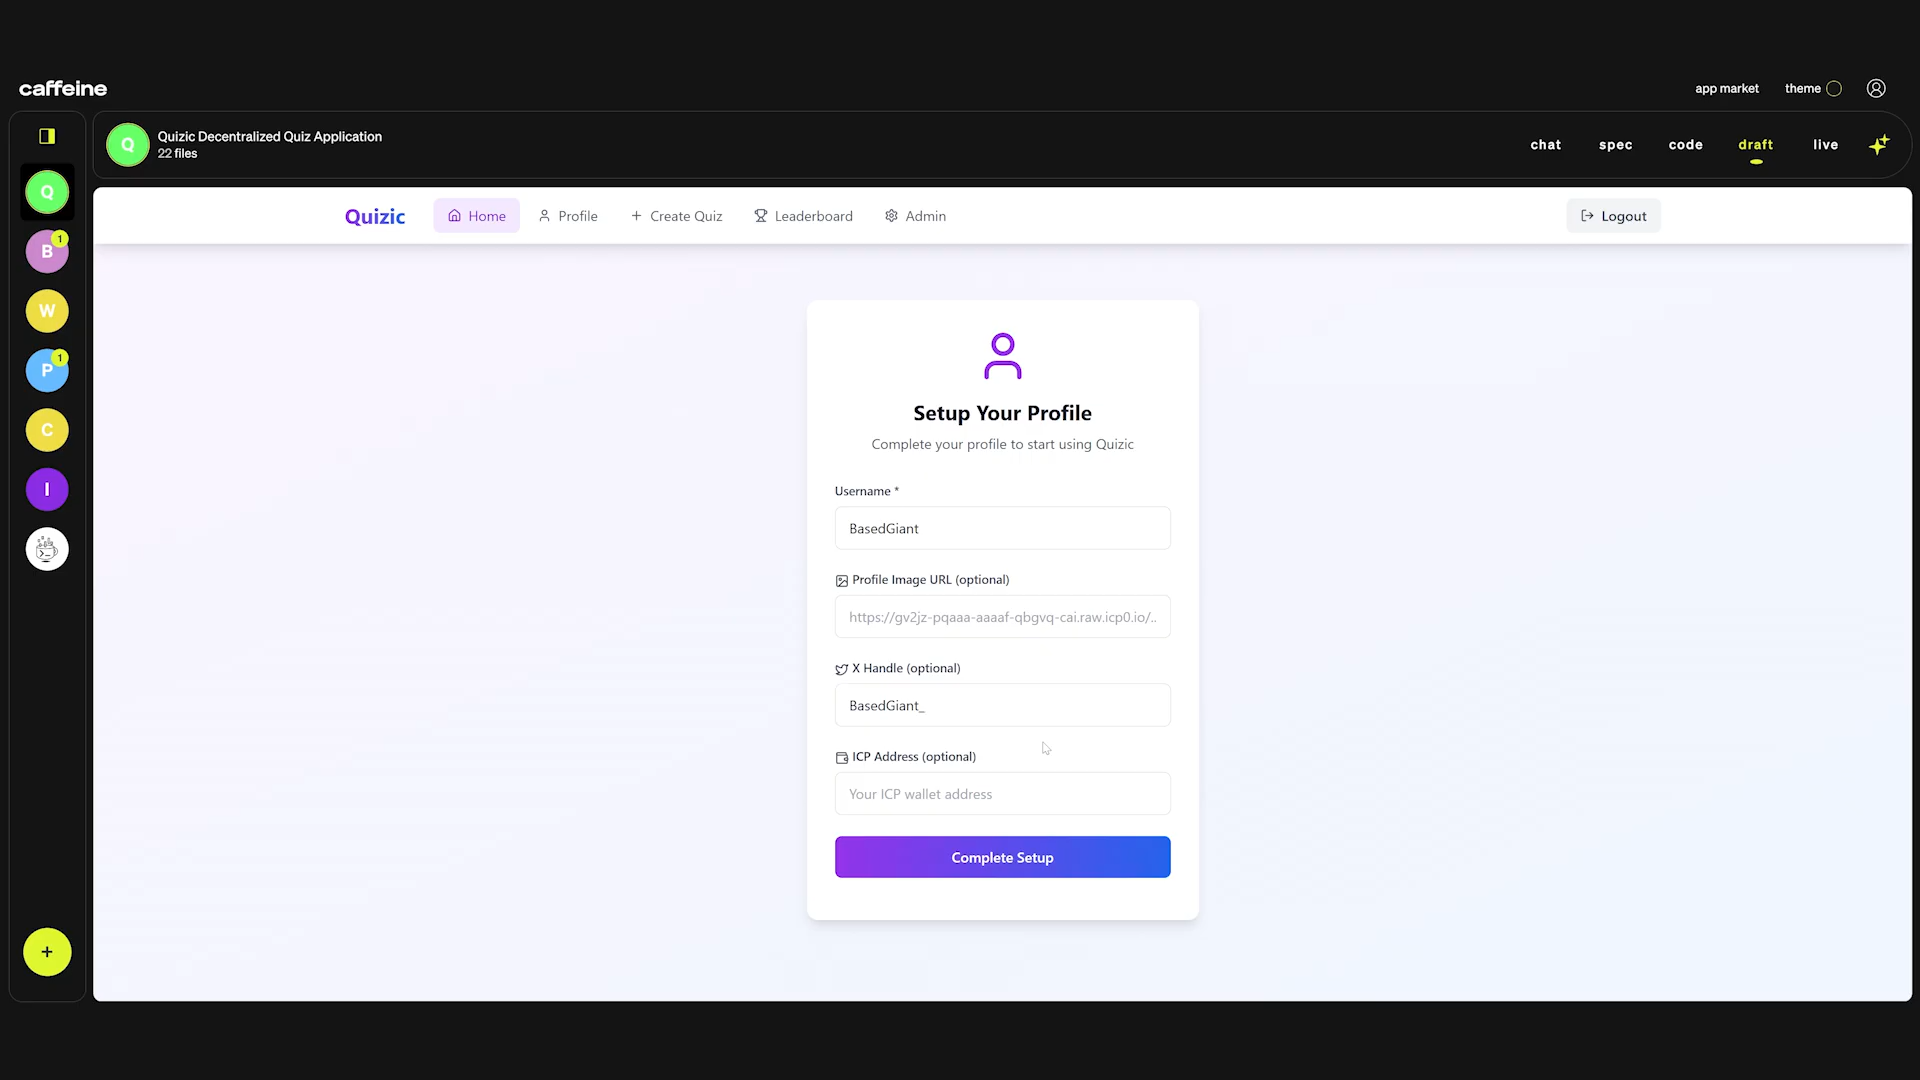 caffeine
app market
theme
Q
Quizic Decentralized Quiz Application
22 files
chat
spec
code
draft
live
Q
B
1
W
P
1
C
I
+
Quizic
Home
Profile
+ Create Quiz
Leaderboard
Admin
Logout
Setup Your Profile
Complete your profile to start using Quizic
Username *
BasedGiant
Profile Image URL (optional)
https://gv2jz-pqaaa-aaaaf-qbgvq-cai.raw.icp0.io/..
X Handle (optional)
BasedGiant_
ICP Address (optional)
Your ICP wallet address
Complete Setup